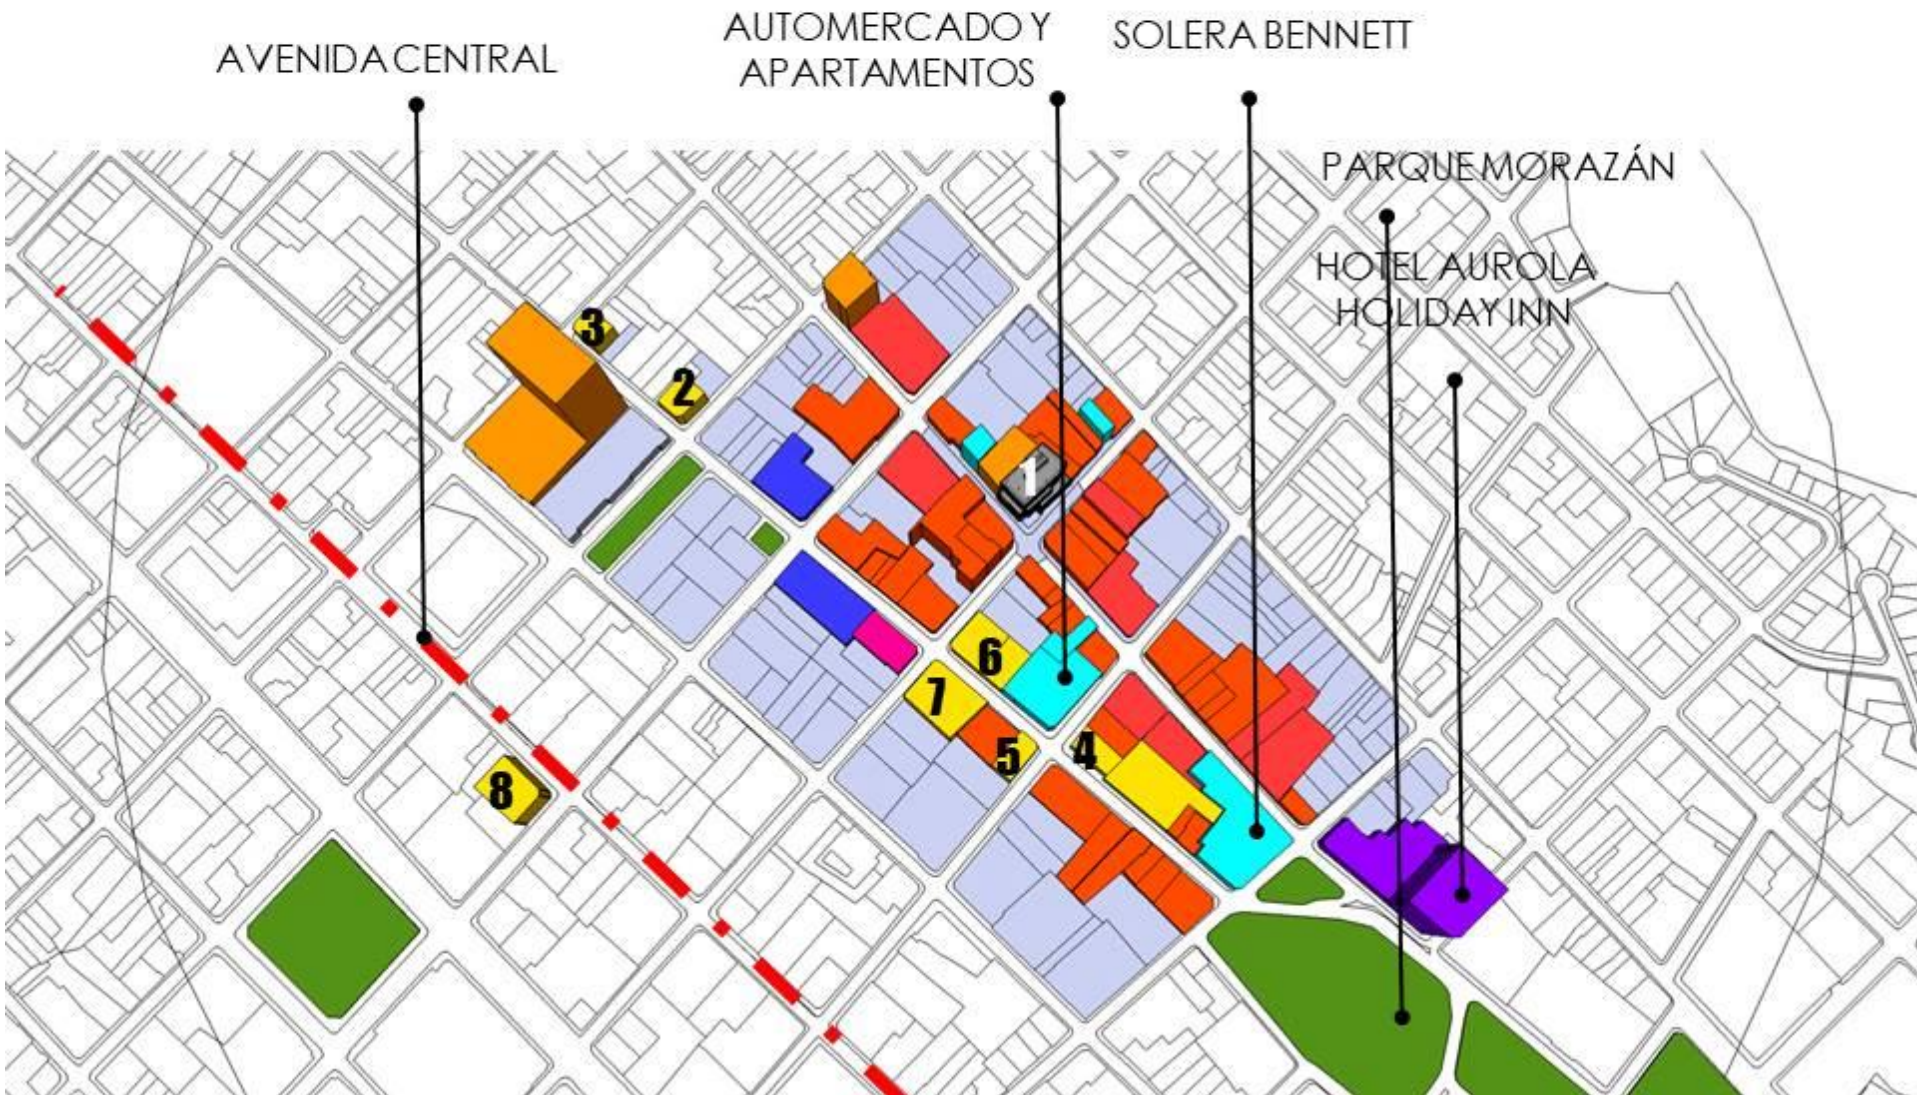 AVENIDA CENTRAL
AUTOMERCADO Y
APARTAMENTOS
SOLERA BENNETT
PARQUE MORAZÁN
HOTEL AUROLA
HOLIDAY INN
3
2
1
6
7
5
4
8